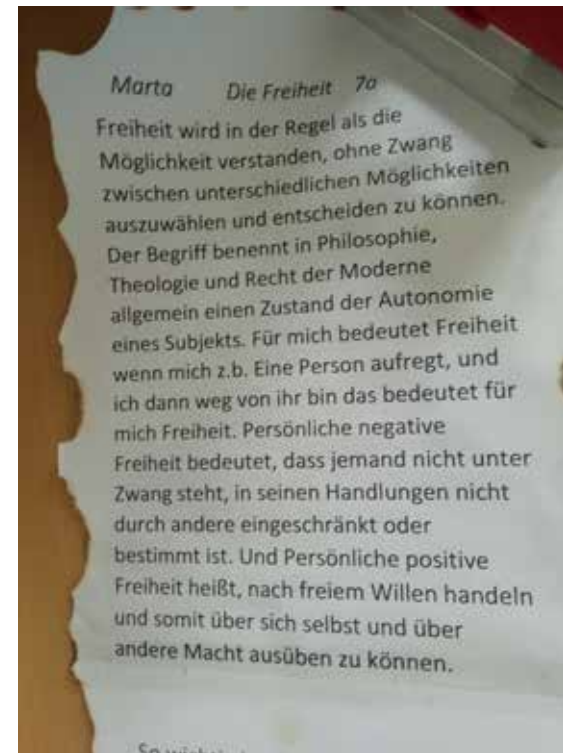 Marta Die Freiheit 7a
Freiheit wird in der Regel als die
Möglichkeit verstanden, ohne Zwang
zwischen unterschiedlichen Möglichkeiten
auszuwählen und entscheiden zu können.
Der Begriff benennt in Philosophie,
Theologie und Recht der Moderne
allgemein einen Zustand der Autonomie
eines Subjekts. Für mich bedeutet Freiheit
wenn mich z.b. Eine Person aufregt, und
ich dann weg von ihr bin das bedeutet für
mich Freiheit. Persönliche negative
Freiheit bedeutet, dass jemand nicht unter
Zwang steht, in seinen Handlungen nicht
durch andere eingeschränkt oder
bestimmt ist. Und Persönliche positive
Freiheit heißt, nach freiem Willen handeln
und somit über sich selbst und über
andere Macht ausüben zu können.